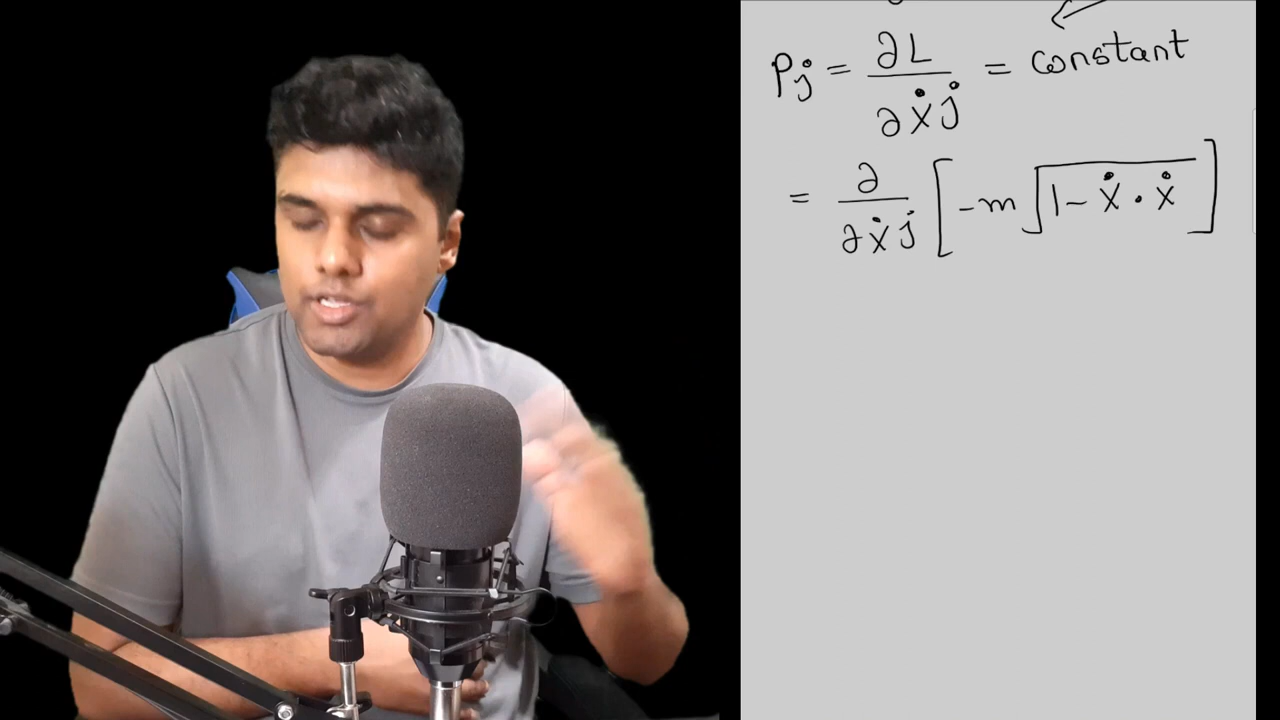 Pj = ∂L / ∂ẋj = constant
= ∂ / ∂ẋj [ -m √(1 - ẋ · ẋ) ]